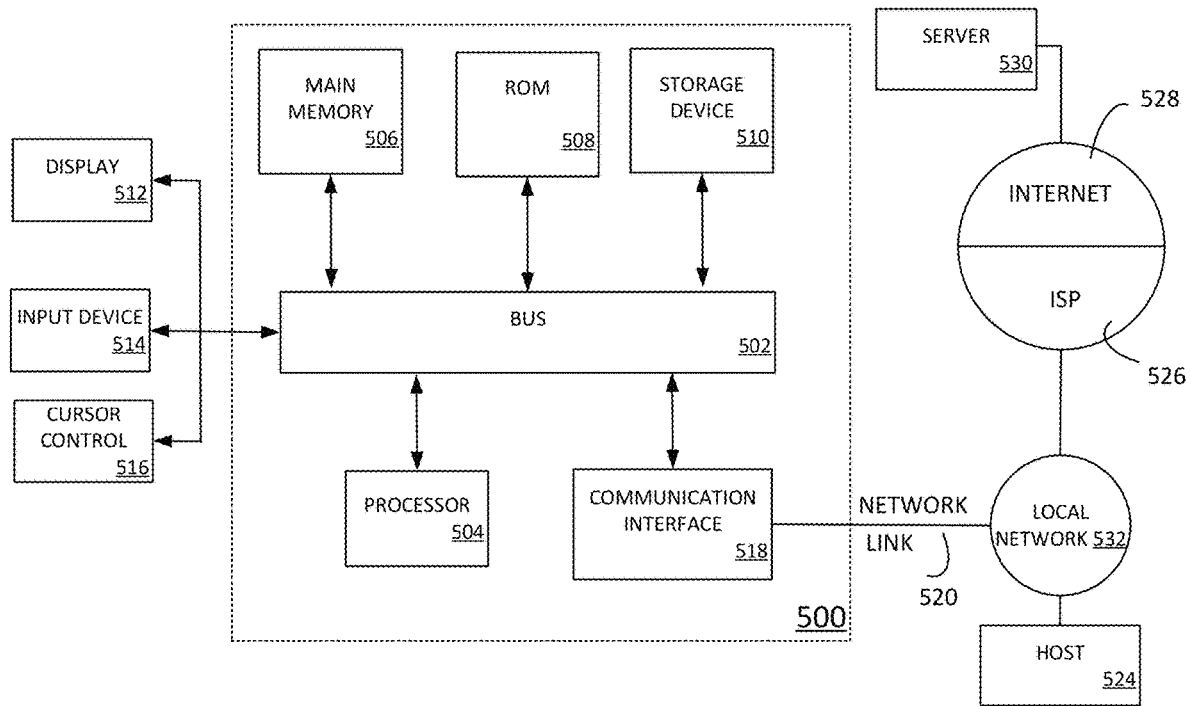 MAIN
MEMORY
506
ROM
508
STORAGE
DEVICE
510
SERVER
530
528
DISPLAY
512
INTERNET
ISP
526
INPUT DEVICE
514
BUS
502
CURSOR
CONTROL
516
PROCESSOR
504
COMMUNICATION
INTERFACE
518
NETWORK
LINK
520
LOCAL
NETWORK 532
500
HOST
524